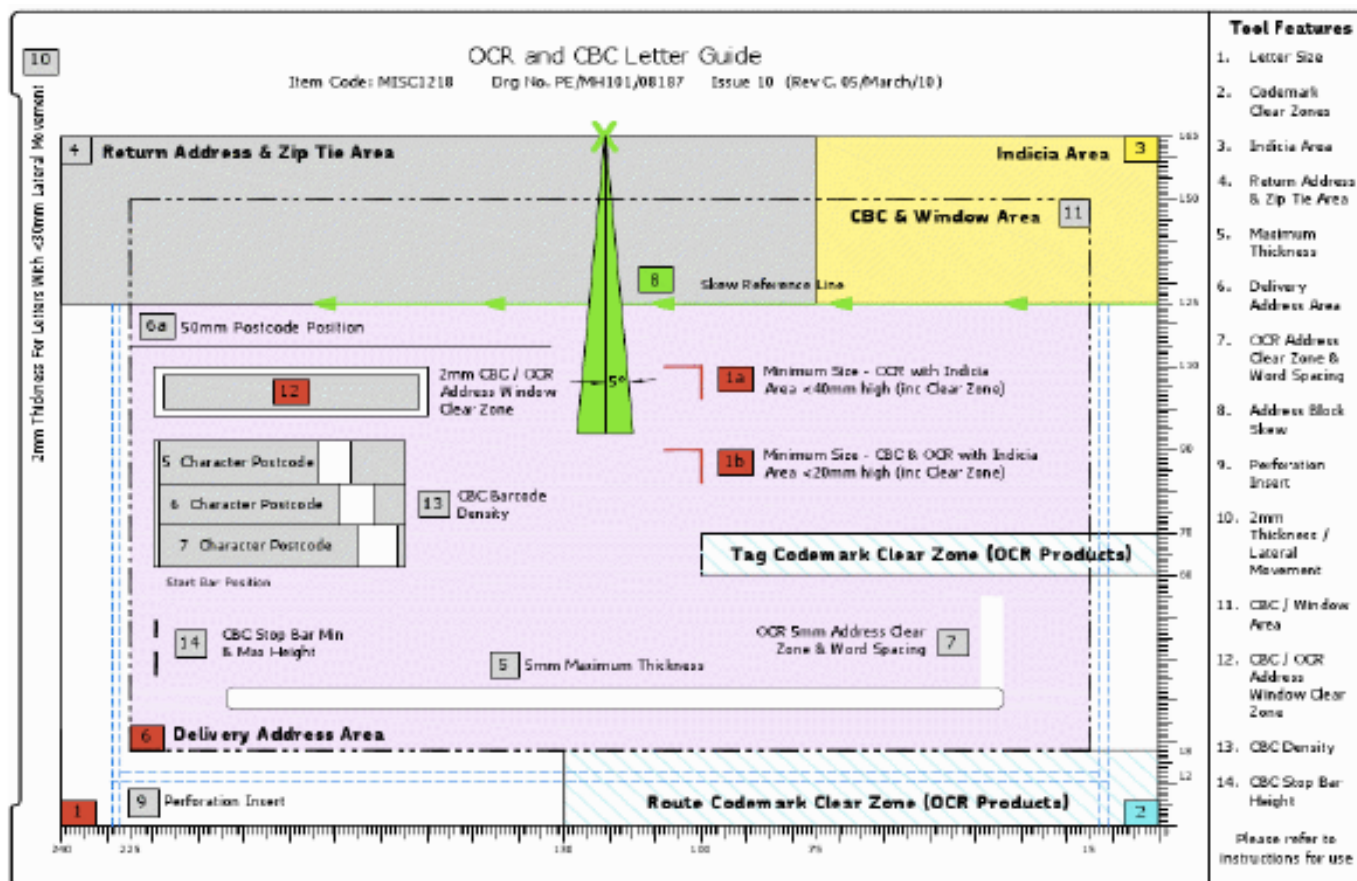 OCR and CBC Letter Guide
Item Code: MISC1218 Drg No. PE/MH101/08187 Issue 10 (Rev C. 05/March/10)
10
2mm Thickness For Letters With <30mm Lateral Movement
4 Return Address & Zip Tie Area
Indicia Area 3
CBC & Window Area 11
8
Skew Reference Line
6a 50mm Postcode Position
12
2mm CBC / OCR
Address Window
Clear Zone
5°
1a Minimum Size - OCR with Indicia
Area <40mm high (inc Clear Zone)
1b Minimum Size - CBC & OCR with Indicia
Area <20mm high (inc Clear Zone)
5 Character Postcode
6 Character Postcode
7 Character Postcode
Start Bar Position
13 CBC Barcode
Density
Tag Codemark Clear Zone (OCR Products)
14 CBC Stop Bar Min
& Max Height
OCR 5mm Address Clear
Zone & Word Spacing 7
5 5mm Maximum Thickness
6 Delivery Address Area
9 Perforation Insert
Route Codemark Clear Zone (OCR Products)
1
2
165
150
125
110
90
70
60
18
12
240 225 130 100 75 15
Tool Features
1. Letter Size
2. Codemark
Clear Zones
3. Indicia Area
4. Return Address
& Zip Tie Area
5. Maximum
Thickness
6. Delivery
Address Area
7. OCR Address
Clear Zone &
Word Spacing
8. Address Block
Skew
9. Perforation
Insert
10. 2mm
Thickness /
Lateral
Movement
11. CBC / Window
Area
12. CBC / OCR
Address
Window Clear
Zone
13. CBC Density
14. CBC Stop Bar
Height
Please refer to
instructions for use